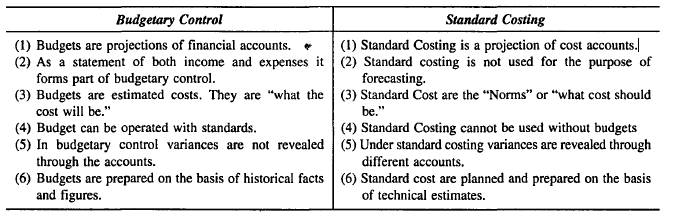 Budgetary Control
Standard Costing
(1) Budgets are projections of financial accounts.
(2) As a statement of both income and expenses it
forms part of budgetary control.
(3) Budgets are estimated costs. They are “what the
cost will be.”
(4) Budget can be operated with standards.
(5) In budgetary control variances are not revealed
through the accounts.
(6) Budgets are prepared on the basis of historical facts
and figures.
(1) Standard Costing is a projection of cost accounts.
(2) Standard costing is not used for the purpose of
forecasting.
(3) Standard Cost are the “Norms” or “what cost should
be.”
(4) Standard Costing cannot be used without budgets
(5) Under standard costing variances are revealed through
different accounts.
(6) Standard cost are planned and prepared on the basis
of technical estimates.